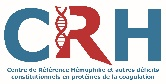 CRH
Centre de Référence Hémophilie et autres déficits
constitutionnels en protéines de la coagulation